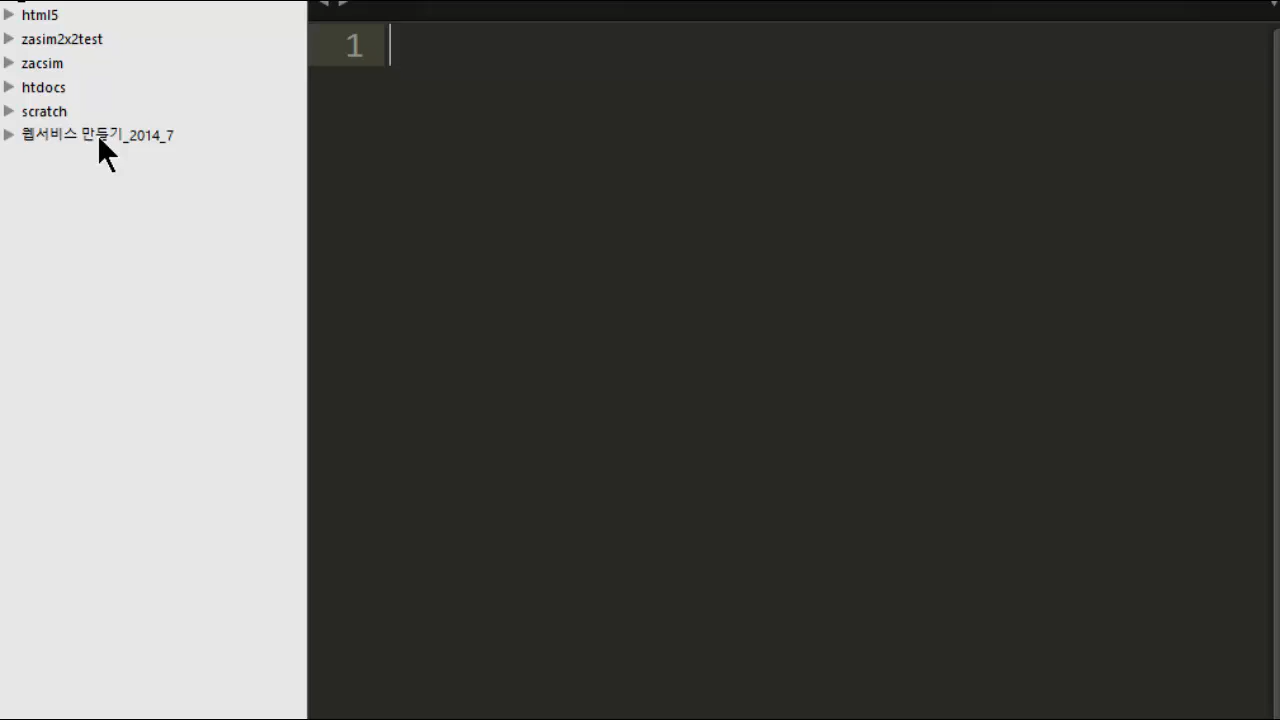 html5
zasim2x2test
zacsim
htdocs
scratch
웹서비스 만들기_2014_7
1